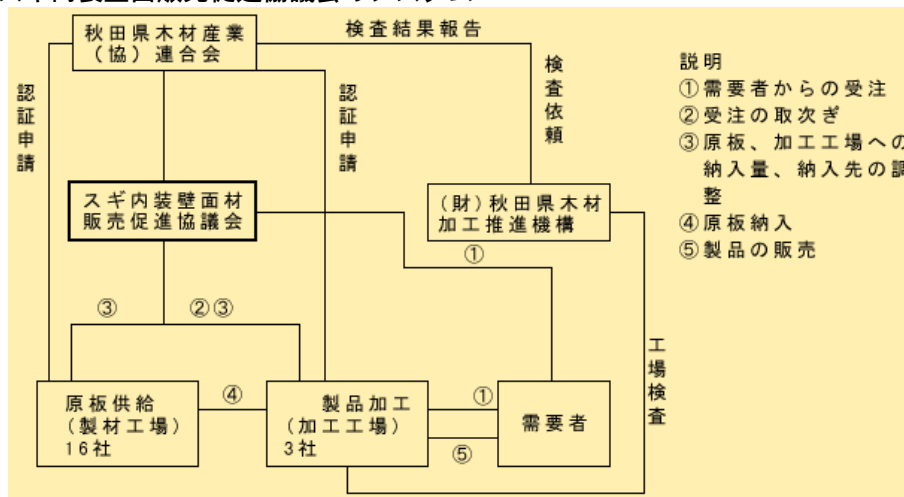 秋田県木材産業
(協)連合会
検査結果報告
認証申請
認証申請
検査依頼
スギ内装壁面材
販売促進協議会
(財)秋田県木材
加工推進機構
①
③
②③
工場検査
原板供給
(製材工場)
16社
④
製品加工
(加工工場)
3社
①
⑤
需要者
説明
①需要者からの受注
②受注の取次ぎ
③原板、加工工場への
納入量、納入先の調
整
④原板納入
⑤製品の販売